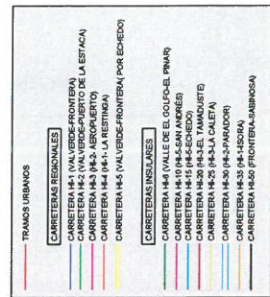 TRAMOS URBANOS
CARRETERAS REGIONALES
CARRETERA HI-1 (VALVERDE-FRONTERA)
CARRETERA HI-2 (VALVERDE-PUERTO DE LA ESTACA)
CARRETERA HI-3 (HI-2- AEROPUERTO)
CARRETERA HI-4 (HI-1- LA RESTINGA)
CARRETERA HI-5 (VALVERDE-FRONTERA( POR ECHEDO)
CARRETERAS INSULARES
CARRETERA HI-6 (VALLE DE EL GOLFO-EL PINAR)
CARRETERA HI-10 (HI-5-SAN ANDRÉS)
CARRETERA HI-15 (HI-5-ECHEDO)
CARRETERA HI-20 (HI-3-EL TAMADUSTE)
CARRETERA HI-25 (HI-3-LA CALETA)
CARRETERA HI-30 (HI-2-PARADOR)
CARRETERA HI-35 (HI-1-ISORA)
CARRETERA HI-50 (FRONTERA-SABINOSA)